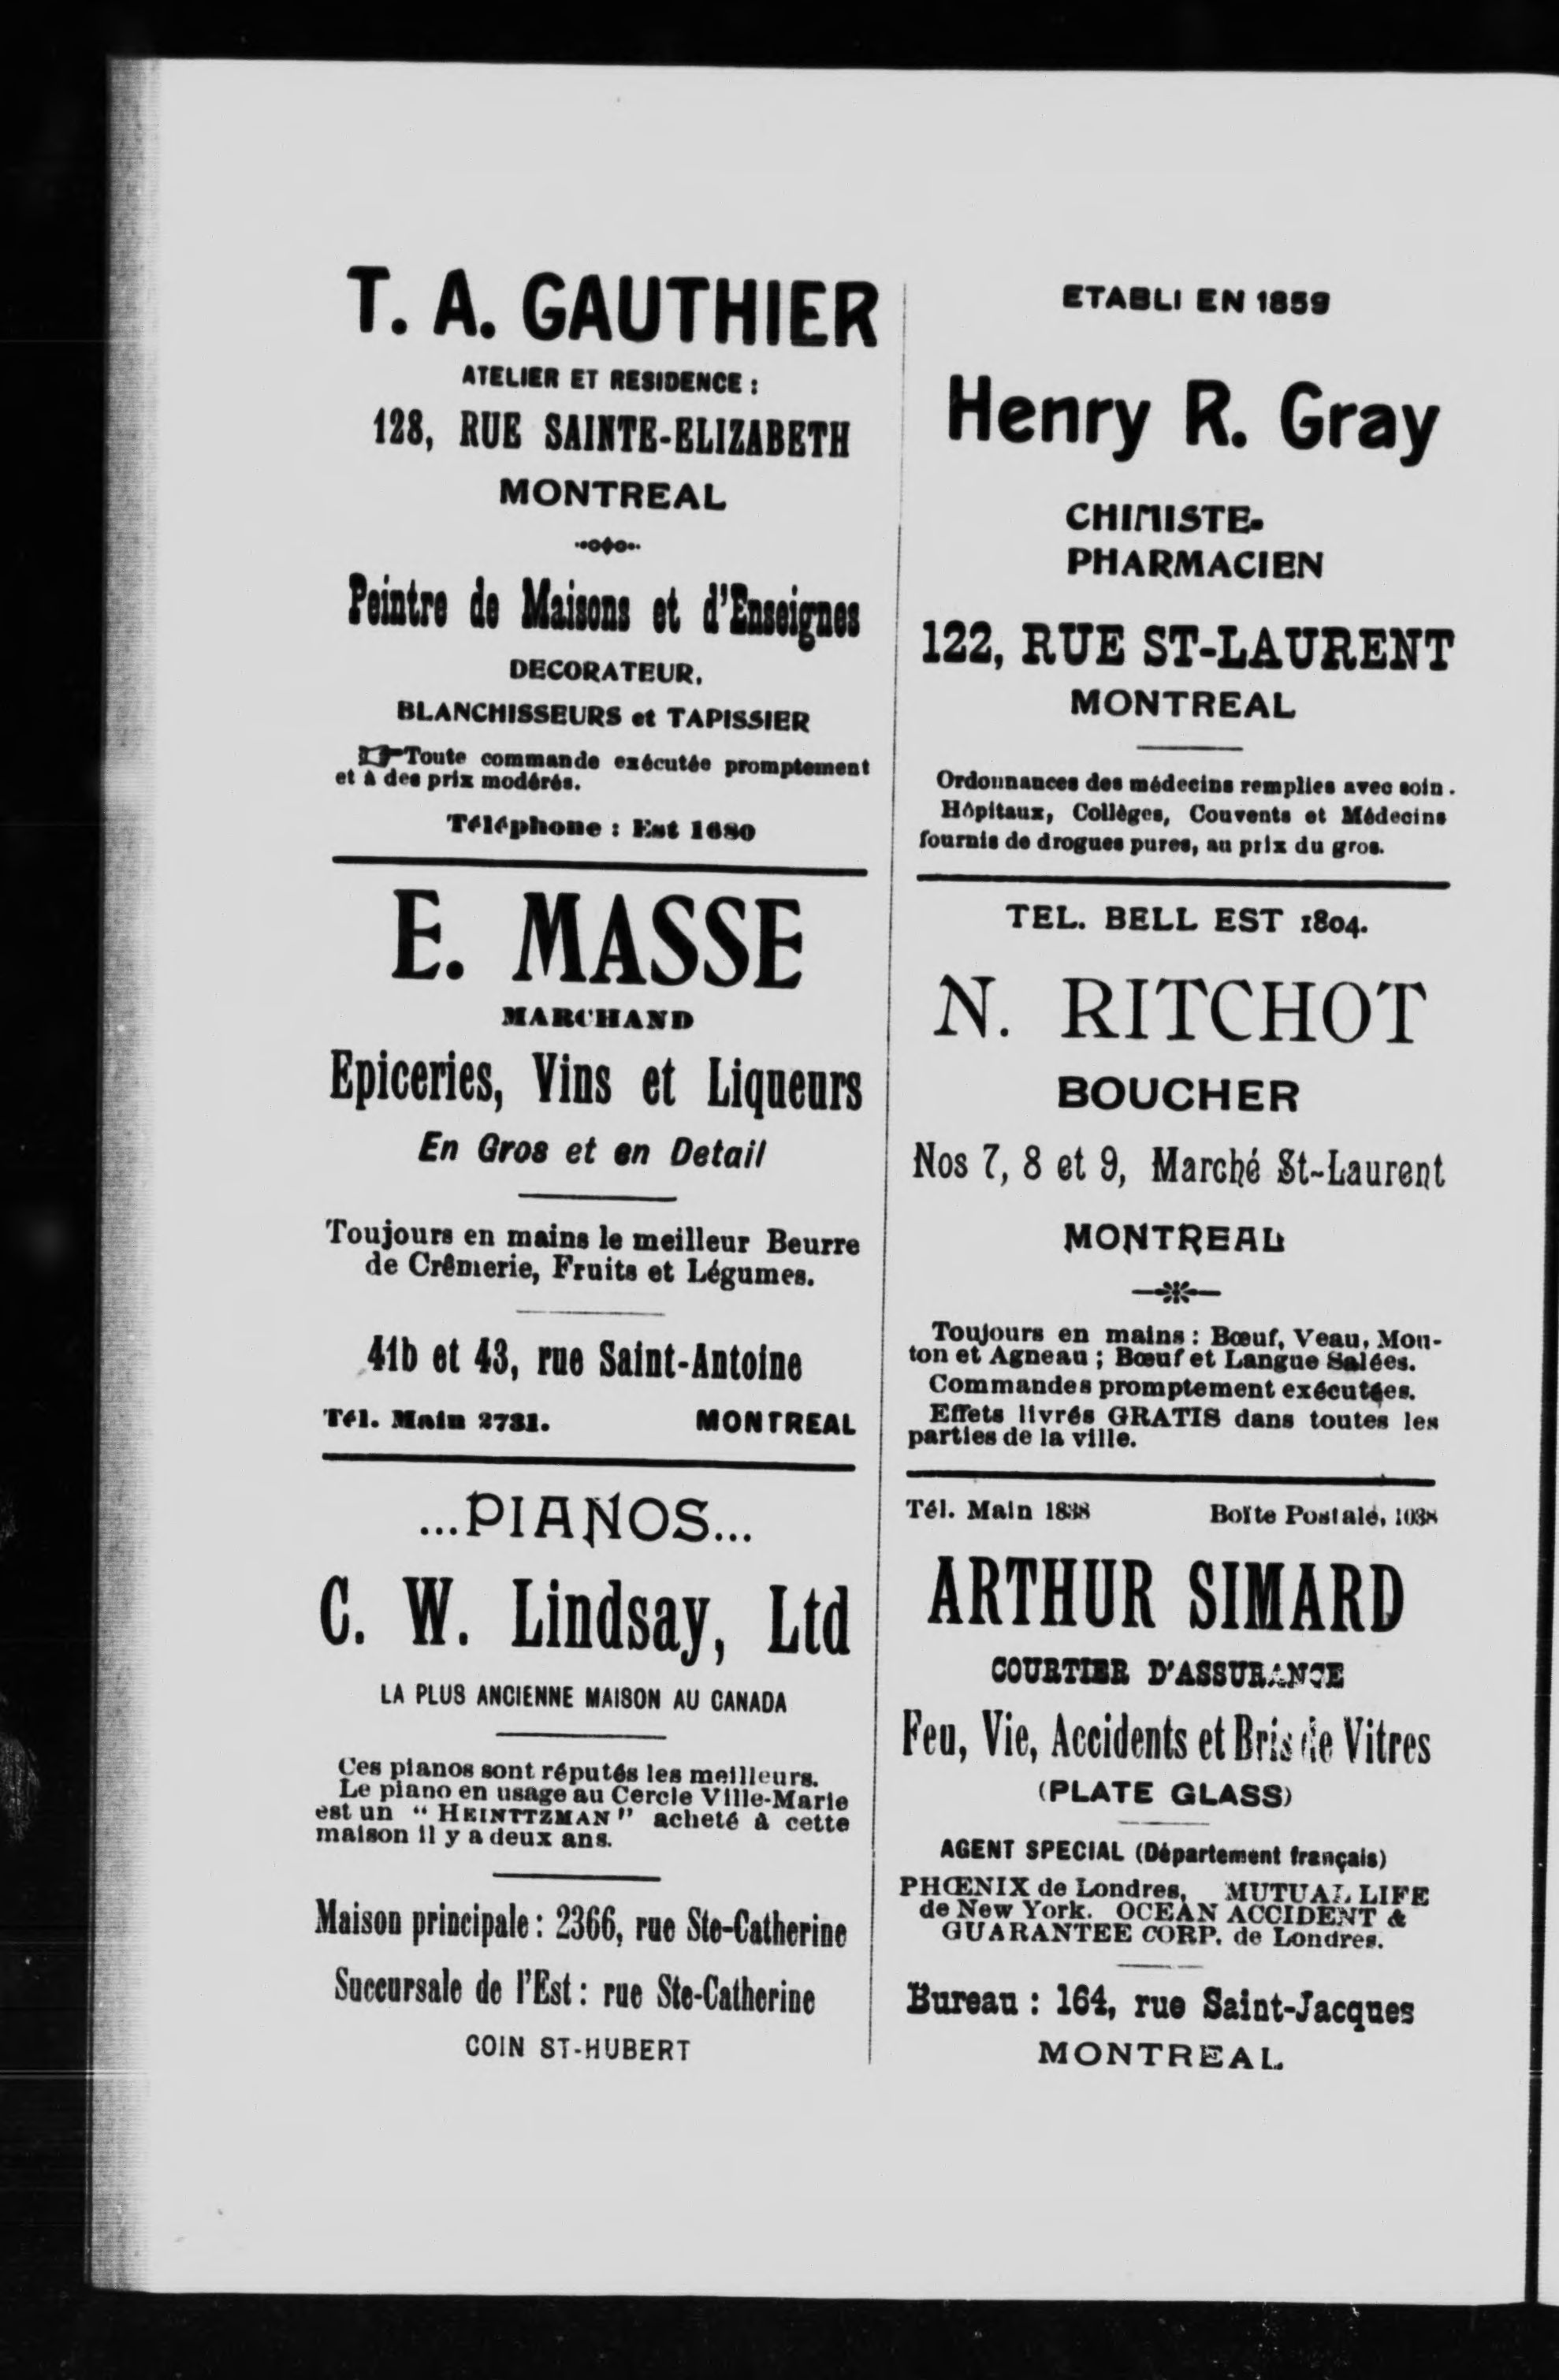 T. A. GAUTHIER
ATELIER ET RESIDENCE :
128, RUE SAINTE-ELIZABETH
MONTREAL
Peintre de Maisons et d'Enseignes
DECORATEUR,
BLANCHISSEURS et TAPISSIER
Toute commande exécutée promptement
et à des prix modérés.
Téléphone : Est 1680
E. MASSE
MARCHAND
Epiceries, Vins et Liqueurs
En Gros et en Detail
Toujours en mains le meilleur Beurre
de Crêmerie, Fruits et Légumes.
41b et 43, rue Saint-Antoine
Tél. Main 2731. MONTREAL
...PIANOS...
C. W. Lindsay, Ltd
LA PLUS ANCIENNE MAISON AU CANADA
Ces pianos sont réputés les meilleurs.
Le piano en usage au Cercle Ville-Marie
est un " HEINTTZMAN " acheté à cette
maison il y a deux ans.
Maison principale : 2366, rue Ste-Catherine
Succursale de l'Est : rue Ste-Catherine
COIN ST-HUBERT
ETABLI EN 1859
Henry R. Gray
CHIMISTE-
PHARMACIEN
122, RUE ST-LAURENT
MONTREAL
Ordonnances des médecins remplies avec soin.
Hôpitaux, Collèges, Couvents et Médecins
fournis de drogues pures, au prix du gros.
TEL. BELL EST 1804.
N. RITCHOT
BOUCHER
Nos 7, 8 et 9, Marché St-Laurent
MONTREAL
Toujours en mains : Bœuf, Veau, Mou-
ton et Agneau ; Bœuf et Langue Salées.
Commandes promptement exécutées.
Effets livrés GRATIS dans toutes les
parties de la ville.
Tél. Main 1838 Boîte Postale, 1038
ARTHUR SIMARD
COURTIER D'ASSURANCE
Feu, Vie, Accidents et Bris de Vitres
(PLATE GLASS)
AGENT SPECIAL (Département français)
PHŒNIX de Londres, MUTUAL LIFE
de New York. OCEAN ACCIDENT &
GUARANTEE CORP. de Londres.
Bureau : 164, rue Saint-Jacques
MONTREAL